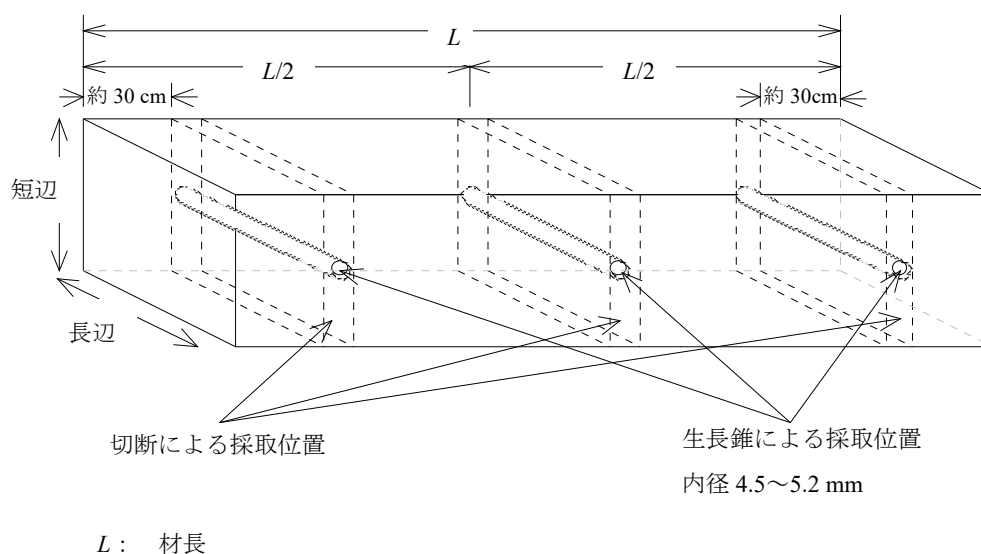 L
L/2 L/2
約 30 cm 約 30cm
短辺
長辺
切断による採取位置 生長錐による採取位置
内径 4.5～5.2 mm
L： 材長